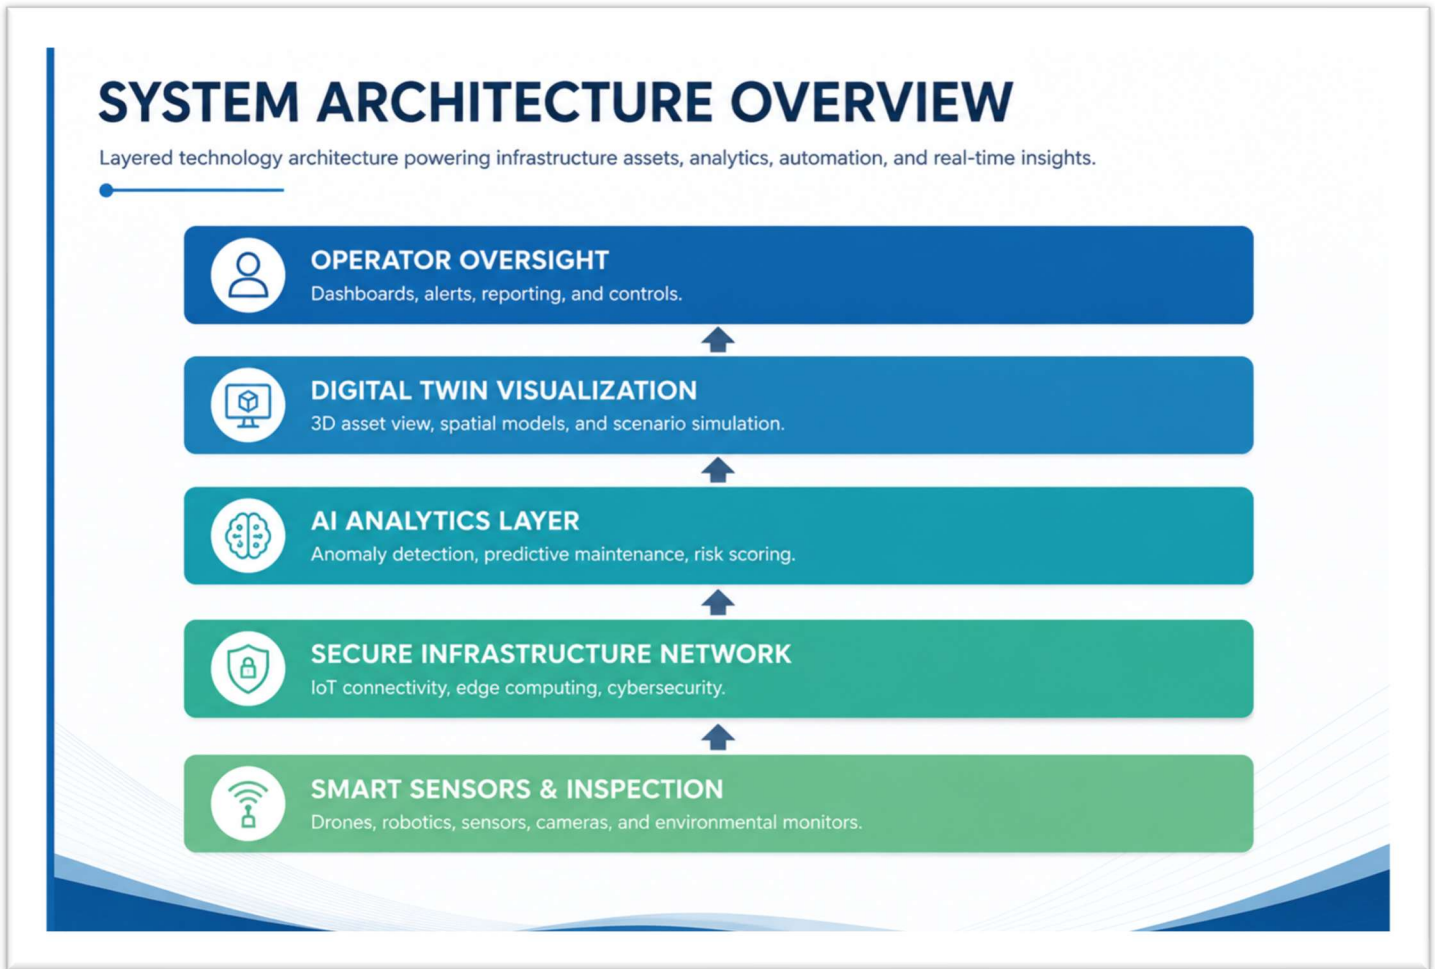 SYSTEM ARCHITECTURE OVERVIEW
Layered technology architecture powering infrastructure assets, analytics, automation, and real-time insights.
OPERATOR OVERSIGHT
Dashboards, alerts, reporting, and controls.
DIGITAL TWIN VISUALIZATION
3D asset view, spatial models, and scenario simulation.
AI ANALYTICS LAYER
Anomaly detection, predictive maintenance, risk scoring.
SECURE INFRASTRUCTURE NETWORK
IoT connectivity, edge computing, cybersecurity.
SMART SENSORS & INSPECTION
Drones, robotics, sensors, cameras, and environmental monitors.